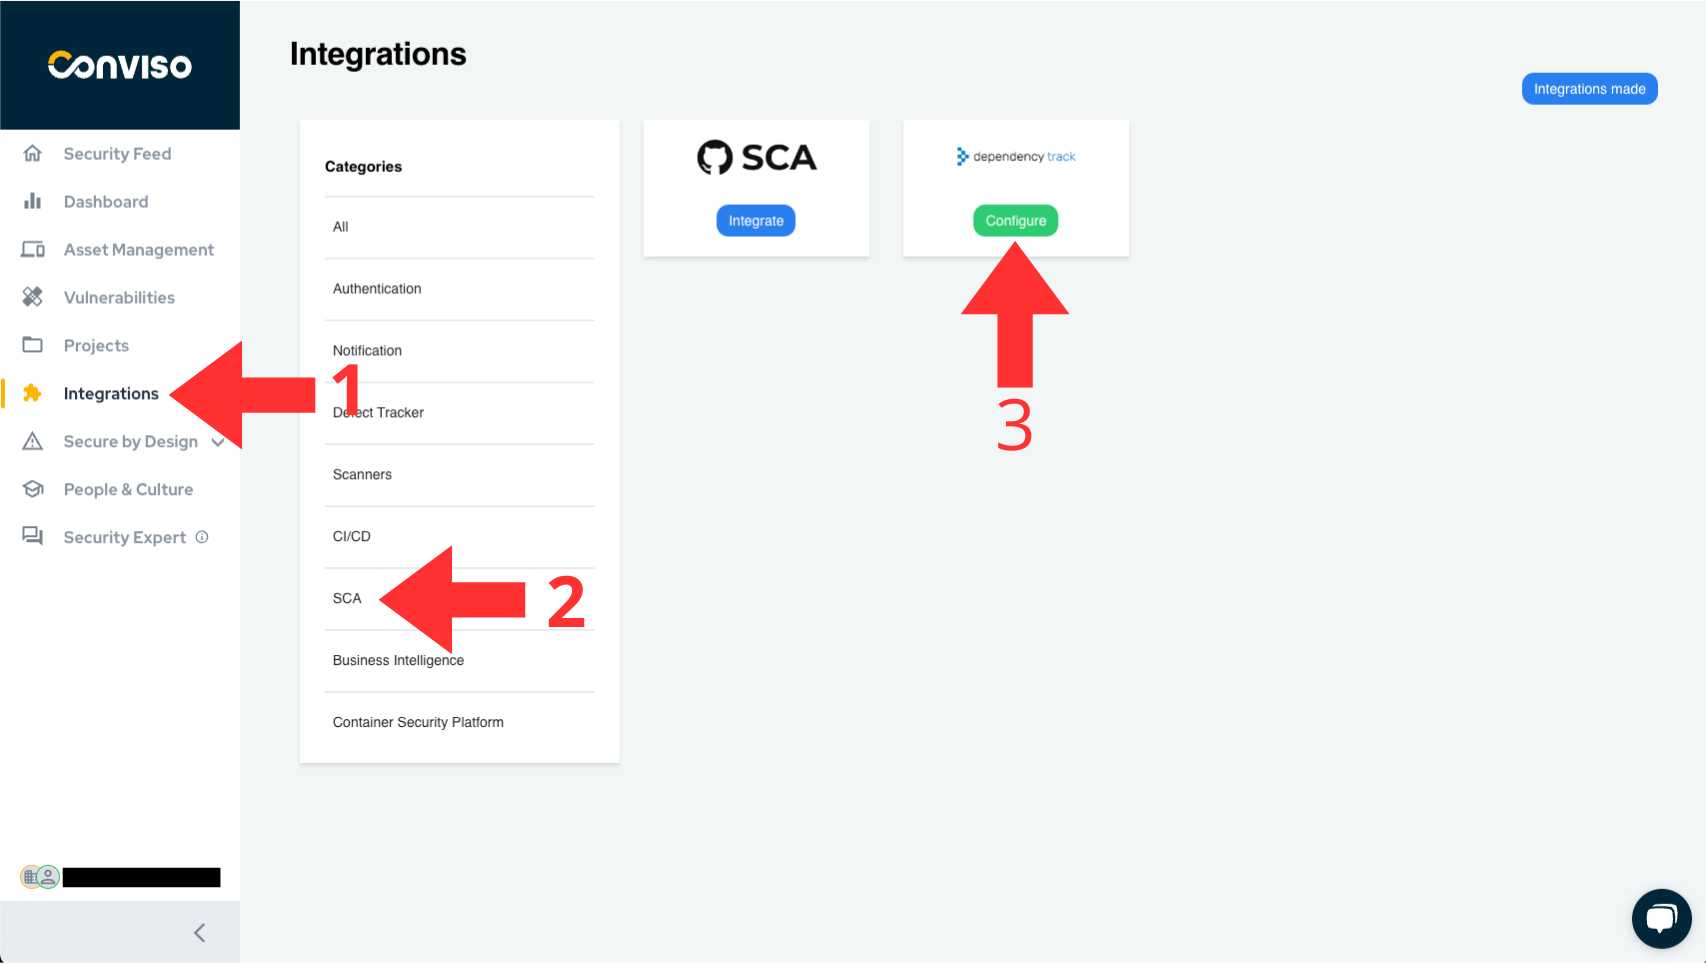 Conviso
Security Feed
Dashboard
Asset Management
Vulnerabilities
Projects
Integrations
Secure by Design
People & Culture
Security Expert
Integrations
Integrations made
Categories
All
Authentication
Notification
Defect Tracker
Scanners
CI/CD
SCA
Business Intelligence
Container Security Platform
SCA
Integrate
dependency track
Configure
1
2
3